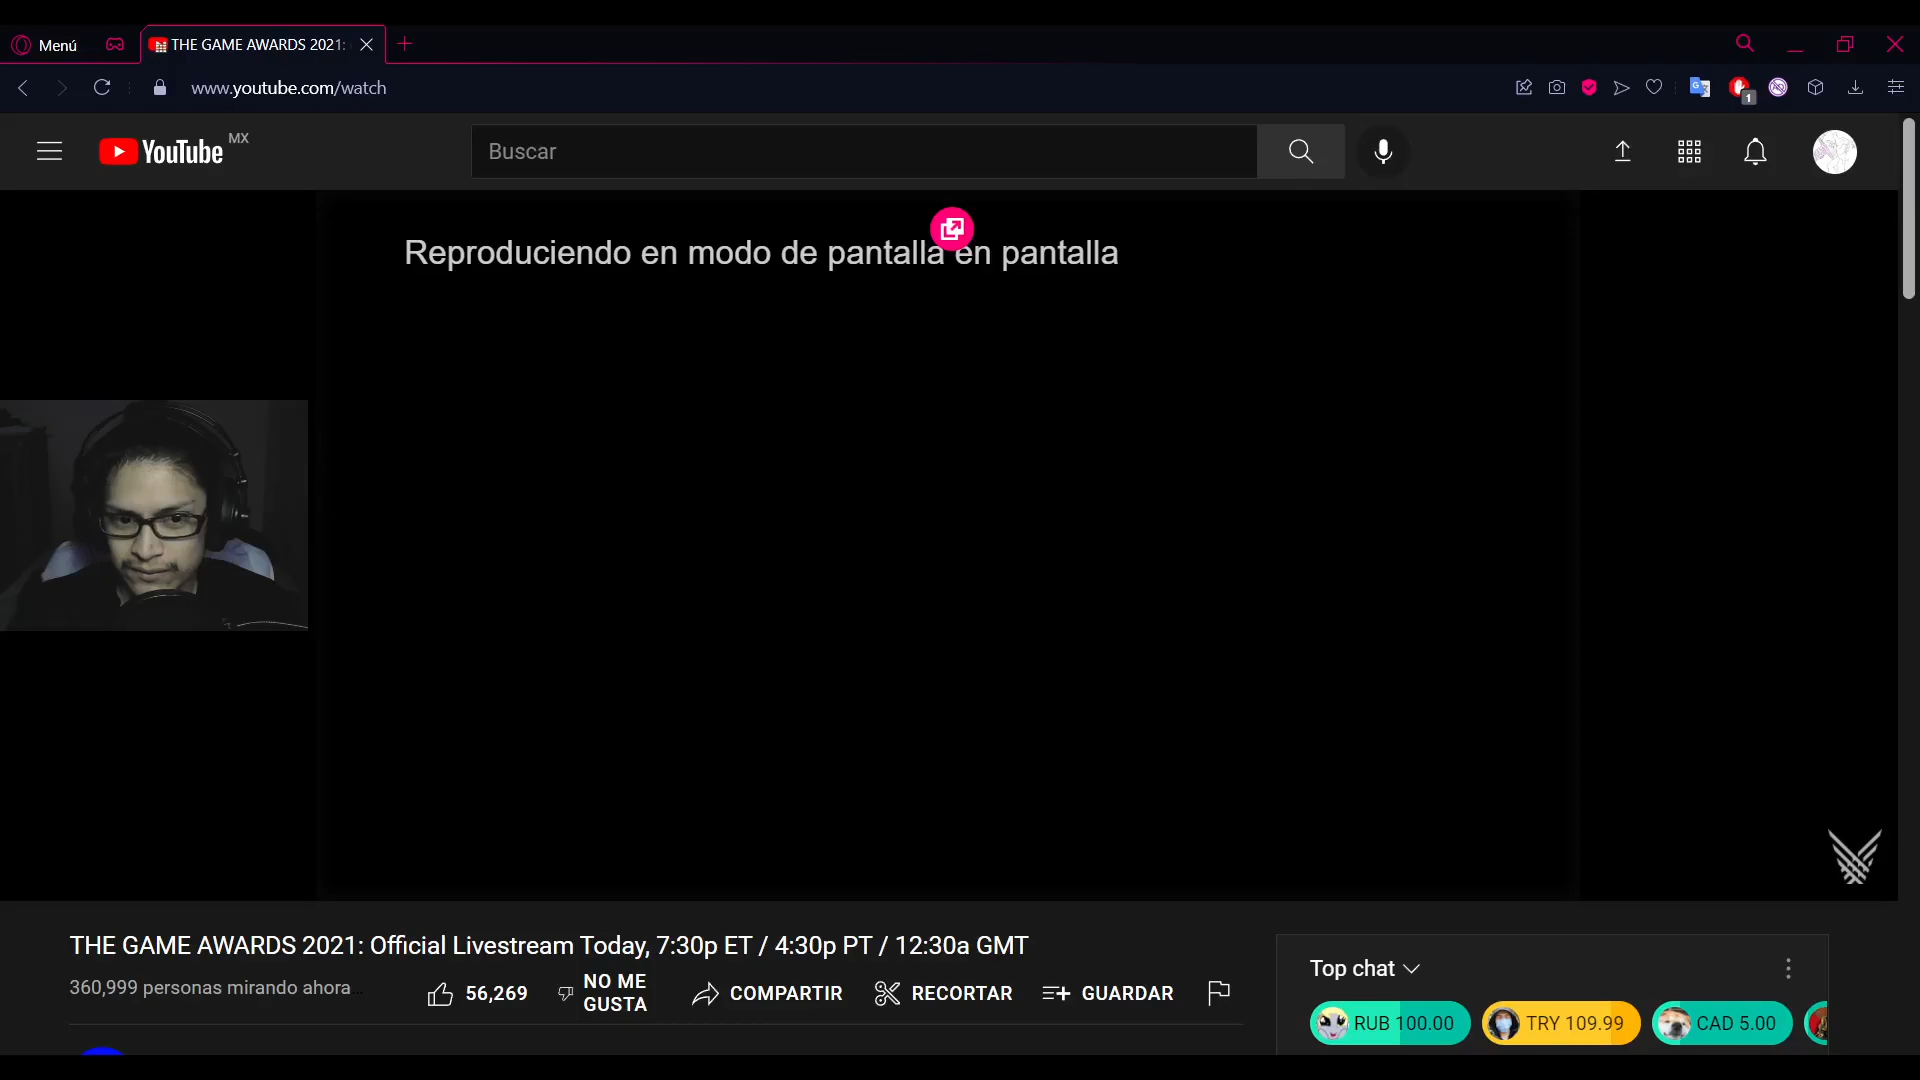 Menú
THE GAME AWARDS 2021:
www.youtube.com/watch
1
YouTube MX
Buscar
Reproduciendo en modo de pantalla en pantalla
THE GAME AWARDS 2021: Official Livestream Today, 7:30p ET / 4:30p PT / 12:30a GMT
360,999 personas mirando ahora
56,269
NO ME
GUSTA
COMPARTIR
RECORTAR
GUARDAR
Top chat
RUB 100.00
TRY 109.99
CAD 5.00